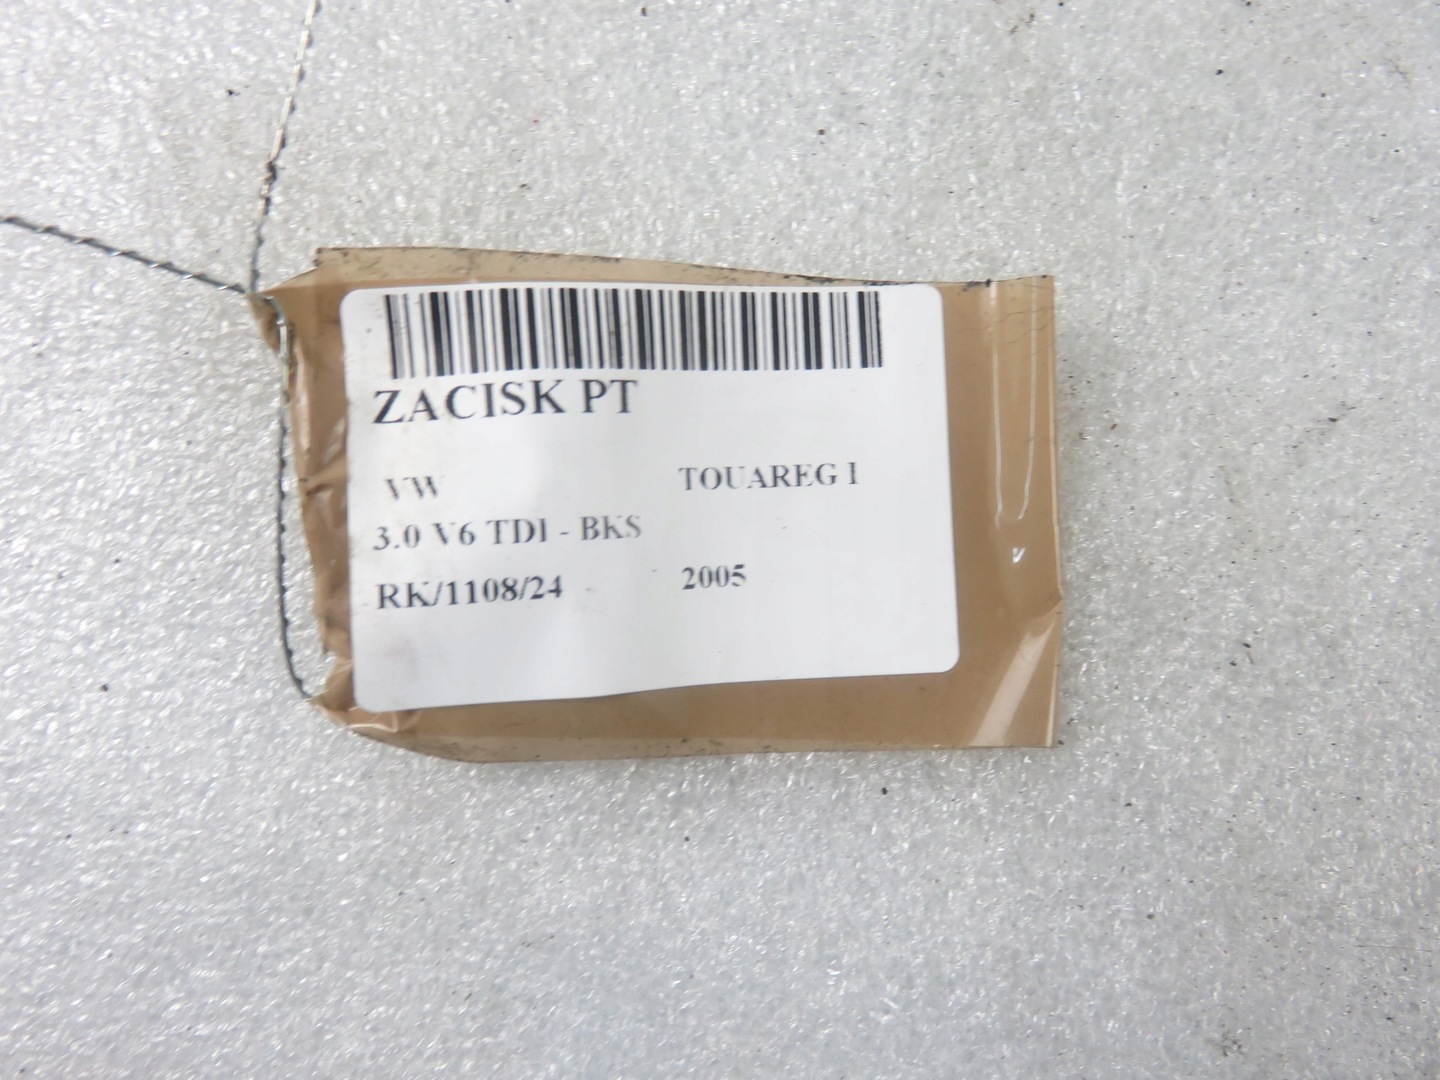 ZACISK PT
VW TOUAREG I
3.0 V6 TDI - BKS
RK/1108/24 2005